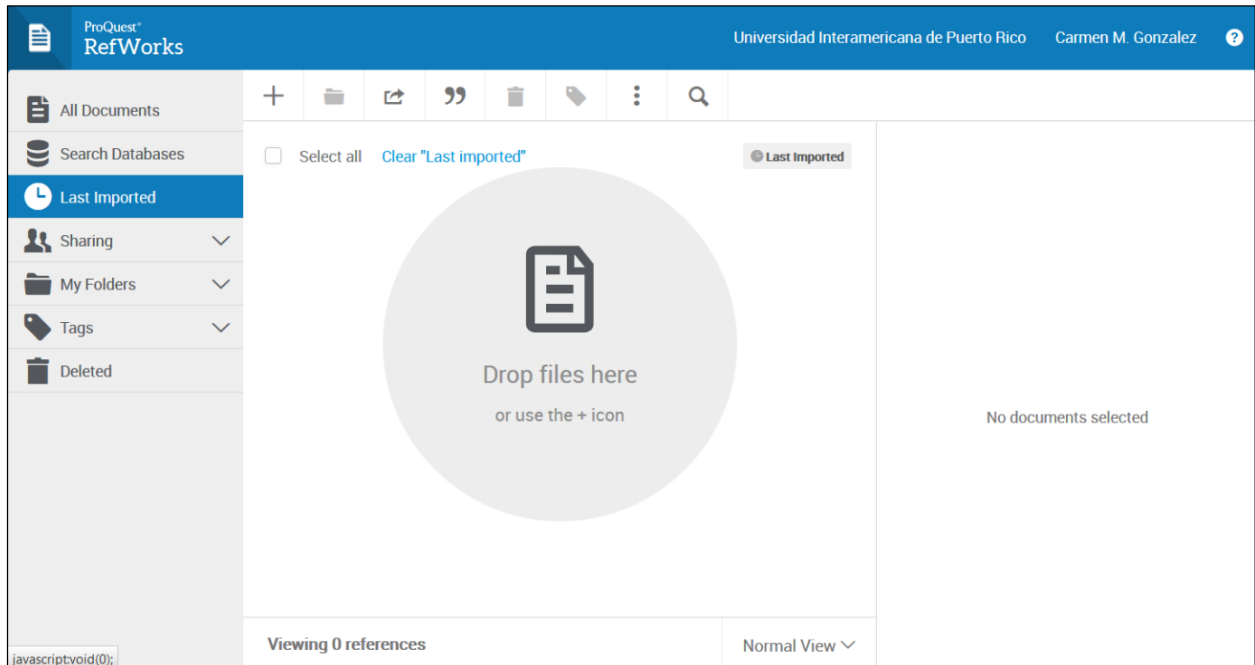 ProQuest®
RefWorks
Universidad Interamericana de Puerto Rico Carmen M. Gonzalez ?
All Documents
Search Databases
Last Imported
Sharing
My Folders
Tags
Deleted
Select all Clear "Last imported" Last Imported
Drop files here
or use the + icon
No documents selected
Viewing 0 references Normal View
javascript:void(0);